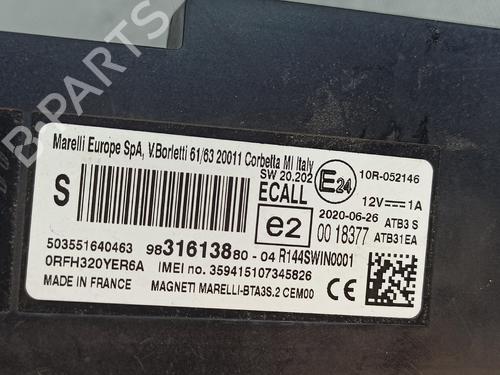 B-PARTS
Marelli Europe SpA, V.Borletti 61/63 20011 Corbetta MI Italy
S
SW 20.202
ECALL
e2
E24
10R-052146
12V 1A
2020-06-26 ATB3 S
00 18377 ATB31EA
503551640463 9831613880-04 R144SWIN0001
0RFH320YER6A IMEI no. 359415107345826
MADE IN FRANCE MAGNETI MARELLI-BTA3S.2 CEM00